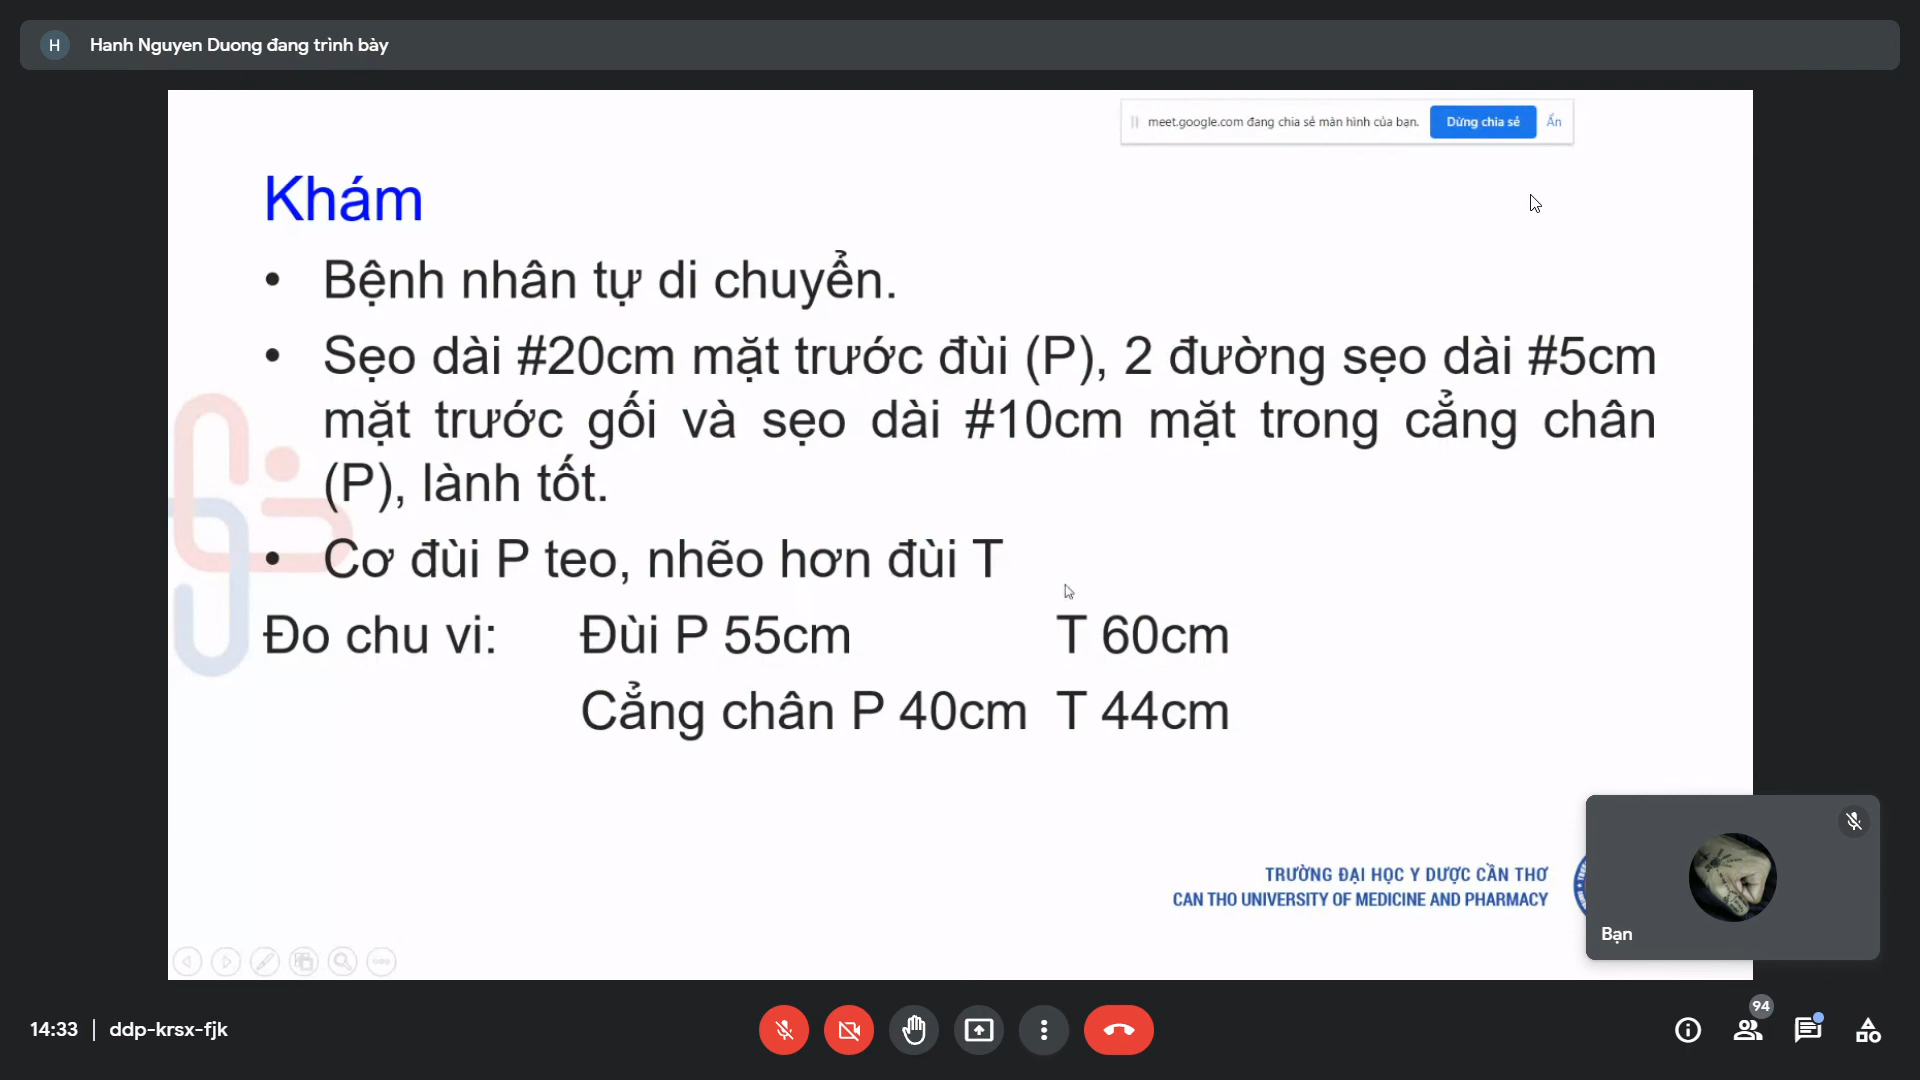 H Hanh Nguyen Duong đang trình bày
meet.google.com đang chia sẻ màn hình của bạn. Dừng chia sẻ Ẩn
Khám
• Bệnh nhân tự di chuyển.
• Sẹo dài #20cm mặt trước đùi (P), 2 đường sẹo dài #5cm
mặt trước gối và sẹo dài #10cm mặt trong cẳng chân
(P), lành tốt.
• Cơ đùi P teo, nhẽo hơn đùi T
Đo chu vi: Đùi P 55cm T 60cm
Cẳng chân P 40cm T 44cm
TRƯỜNG ĐẠI HỌC Y DƯỢC CẦN THƠ
CAN THO UNIVERSITY OF MEDICINE AND PHARMACY
Bạn
14:33 | ddp-krsx-fjk
94